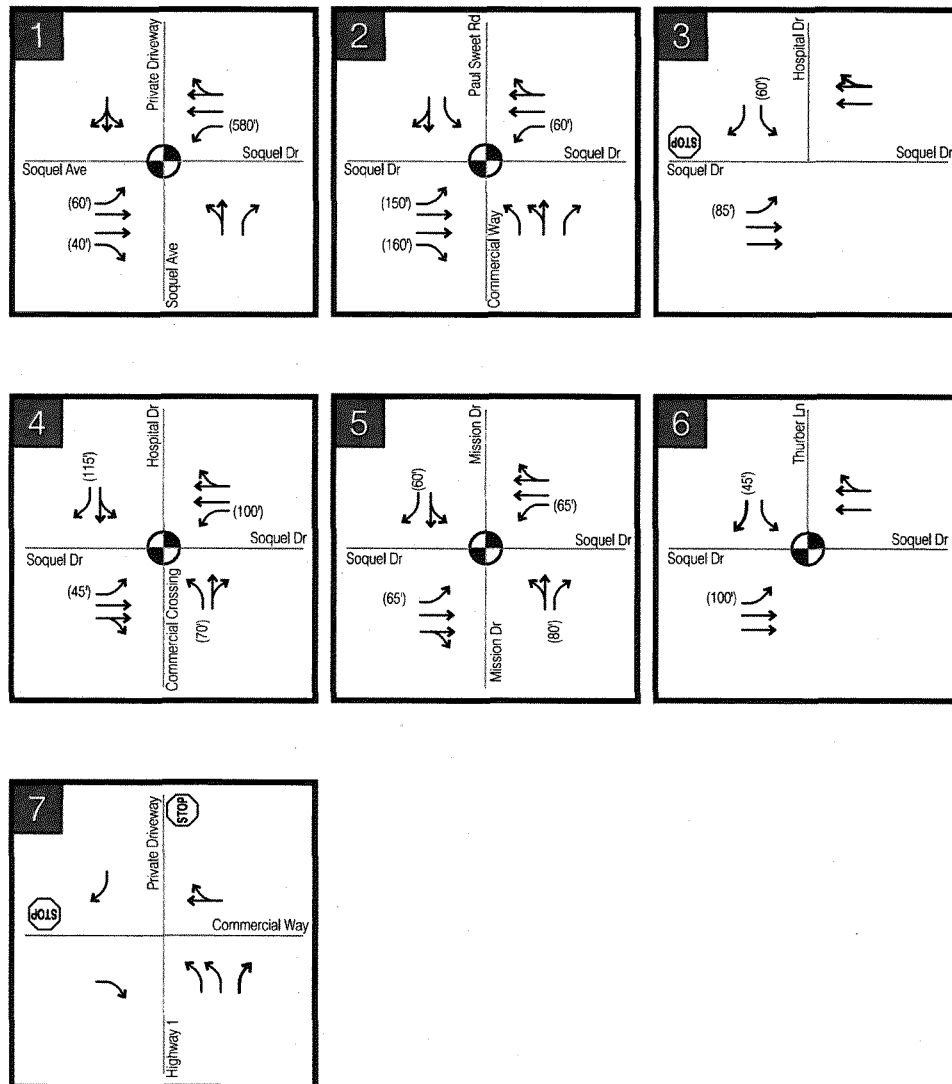 1
Private Driveway
(580')
Soquel Dr
Soquel Ave
(60')
(40')
Soquel Ave
2
Paul Sweet Rd
(60')
Soquel Dr
Soquel Dr
(150')
(160')
Commercial Way
3
Hospital Dr
(60')
STOP
Soquel Dr
Soquel Dr
(85')
4
Hospital Dr
(115')
(100')
Soquel Dr
Soquel Dr
(45')
Commercial Crossing
(70')
5
Mission Dr
(60')
(65')
Soquel Dr
Soquel Dr
(65')
Mission Dr
(80')
6
Thurber Ln
(45')
Soquel Dr
Soquel Dr
(100')
7
Private Driveway
STOP
STOP
Commercial Way
Highway 1